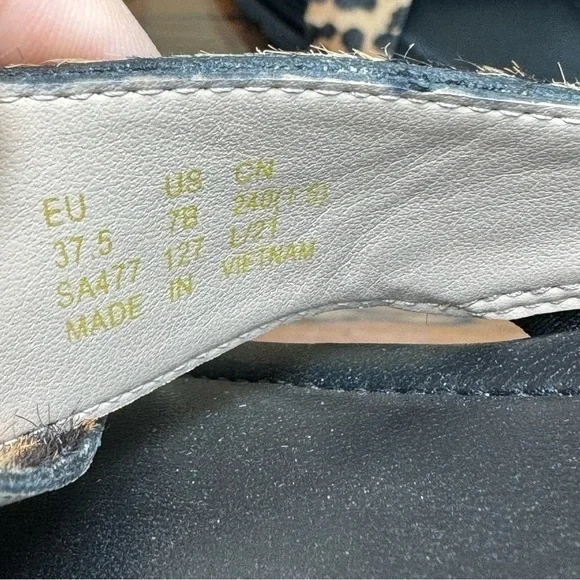 EU US CN
37.5 7B 240(1.5)
SA477 127 L/21
MADE IN VIETNAM